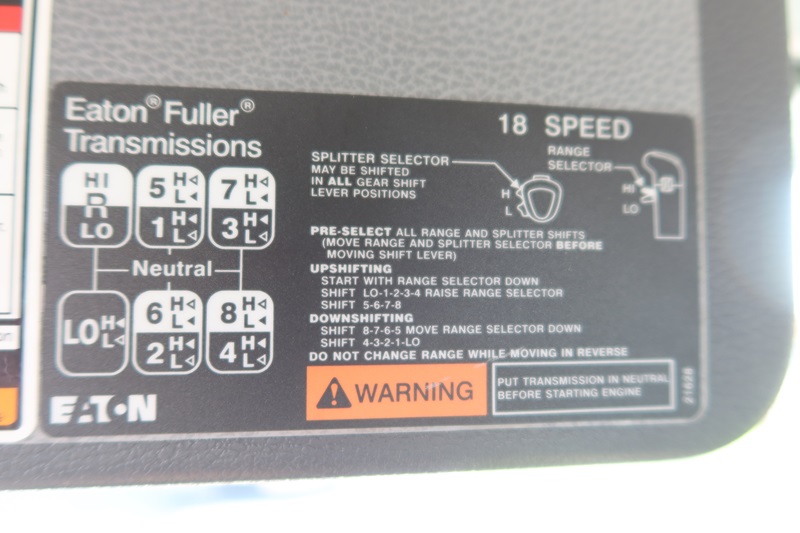 Eaton® Fuller®
Transmissions
18 SPEED
HI
R
LO
5 H L
1 H L
7 H L
3 H L
Neutral
LO H L
6 H L
2 H L
8 H L
4 H L
EATON
SPLITTER SELECTOR
MAY BE SHIFTED
IN ALL GEAR SHIFT
LEVER POSITIONS
H
L
RANGE
SELECTOR
HI
LO
PRE-SELECT ALL RANGE AND SPLITTER SHIFTS
(MOVE RANGE AND SPLITTER SELECTOR BEFORE
MOVING SHIFT LEVER)
UPSHIFTING
START WITH RANGE SELECTOR DOWN
SHIFT LO-1-2-3-4 RAISE RANGE SELECTOR
SHIFT 5-6-7-8
DOWNSHIFTING
SHIFT 8-7-6-5 MOVE RANGE SELECTOR DOWN
SHIFT 4-3-2-1-LO
DO NOT CHANGE RANGE WHILE MOVING IN REVERSE
WARNING
PUT TRANSMISSION IN NEUTRAL
BEFORE STARTING ENGINE
21628